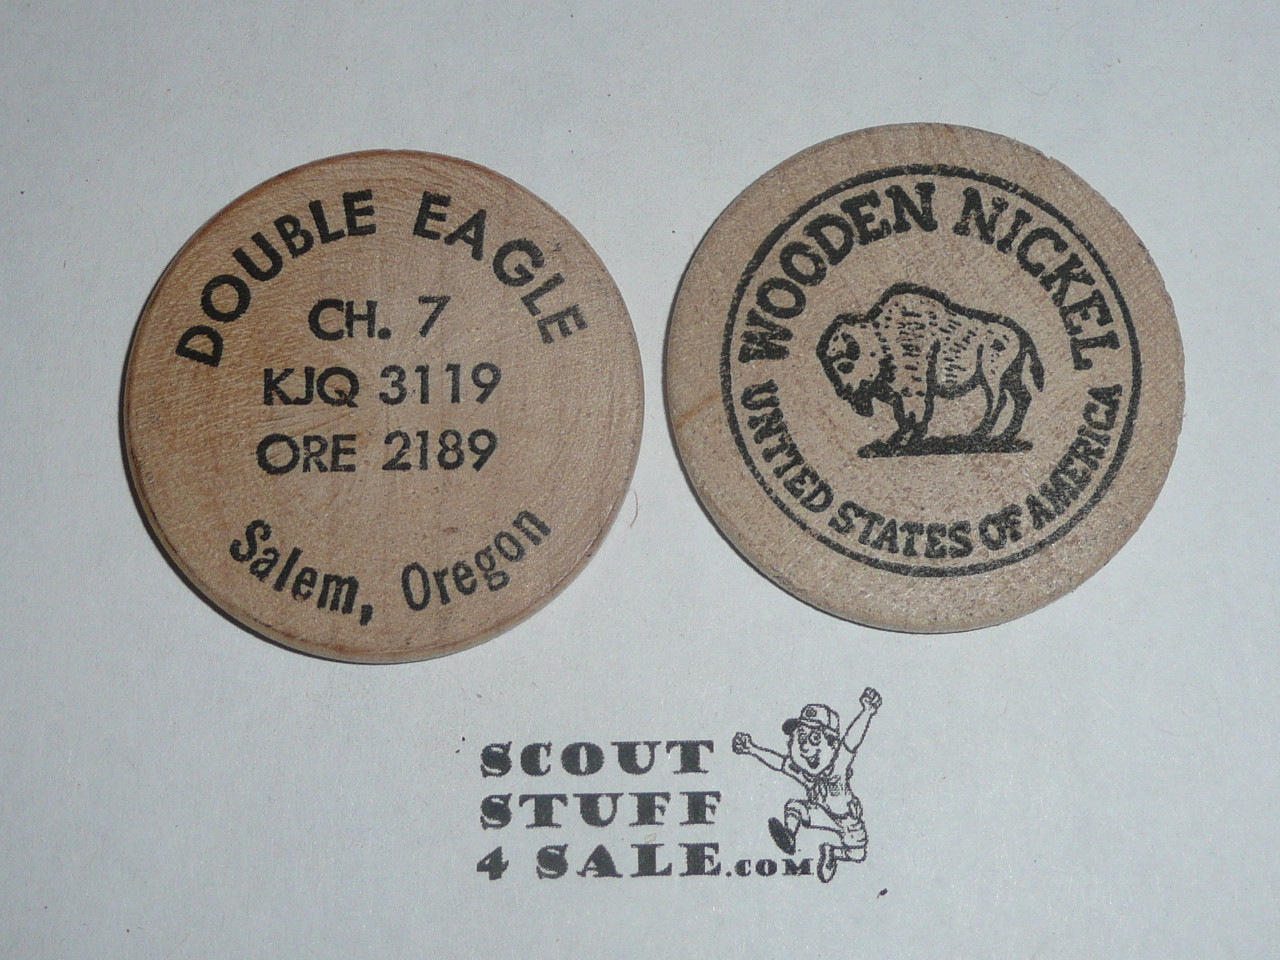 DOUBLE EAGLE
CH. 7
KJQ 3119
ORE 2189
Salem, Oregon
WOODEN NICKEL
UNTIED STATES OF AMERICA
SCOUT
STUFF
4 SALE.COM